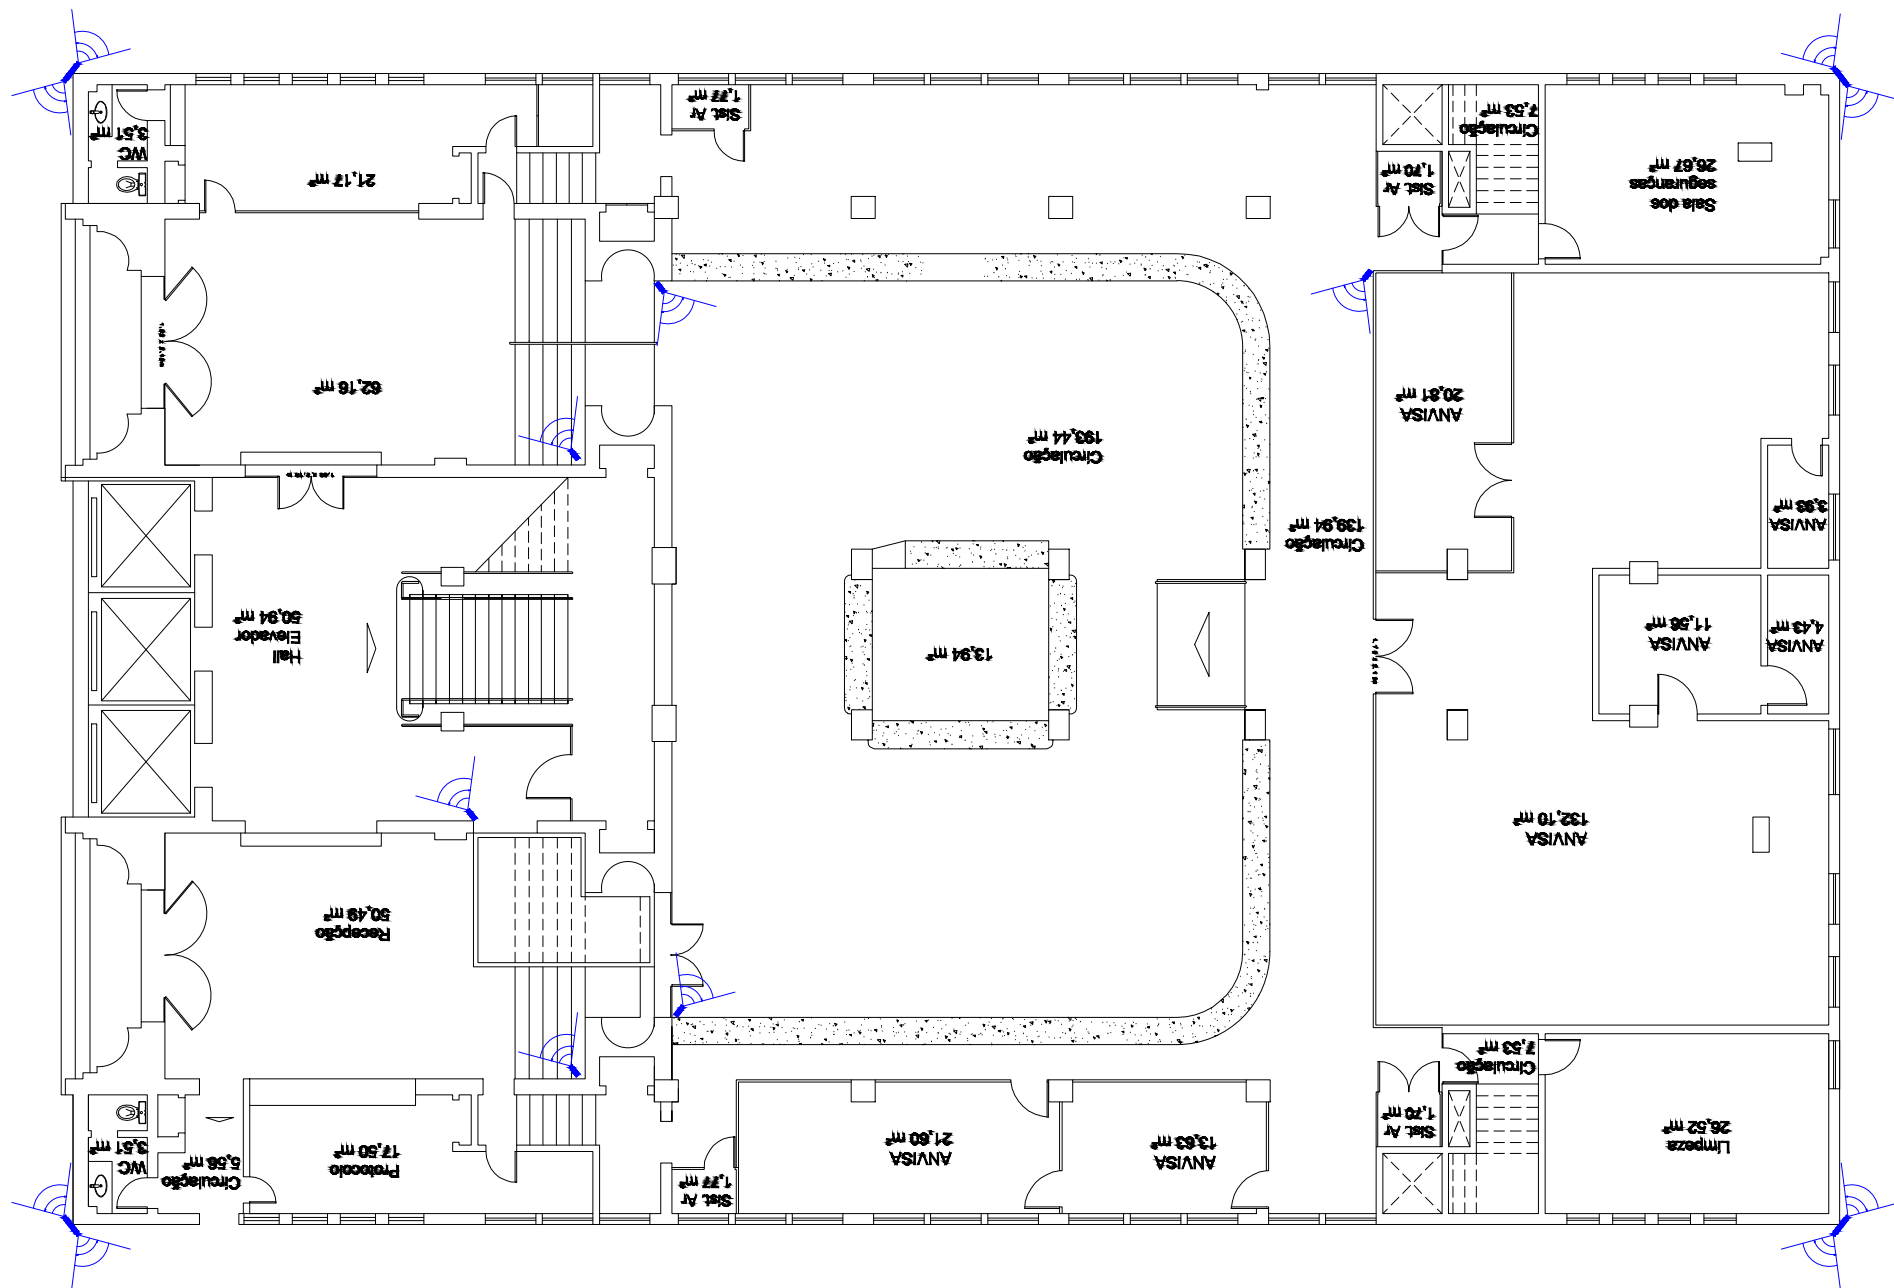 Limpeza
26,52 m²
Sist. Ar
1,70 m²
ANVISA
13,63 m²
ANVISA
21,60 m²
Sist. Ar
1,77 m²
Protocolo
17,50 m²
Circulação
5,56 m²
WC
3,51 m²
Circulação
7,53 m²
Recepção
50,49 m²
ANVISA
132,10 m²
ANVISA
4,43 m²
ANVISA
11,56 m²
13,94 m²
Hall
Elevador
50,94 m²
ANVISA
3,93 m²
Circulação
139,94 m²
Circulação
193,44 m²
ANVISA
20,81 m²
62,16 m²
Sala dos
seguranças
26,67 m²
Sist. Ar
1,70 m²
21,17 m²
WC
3,51 m²
Circulação
7,53 m²
Sist. Ar
1,77 m²